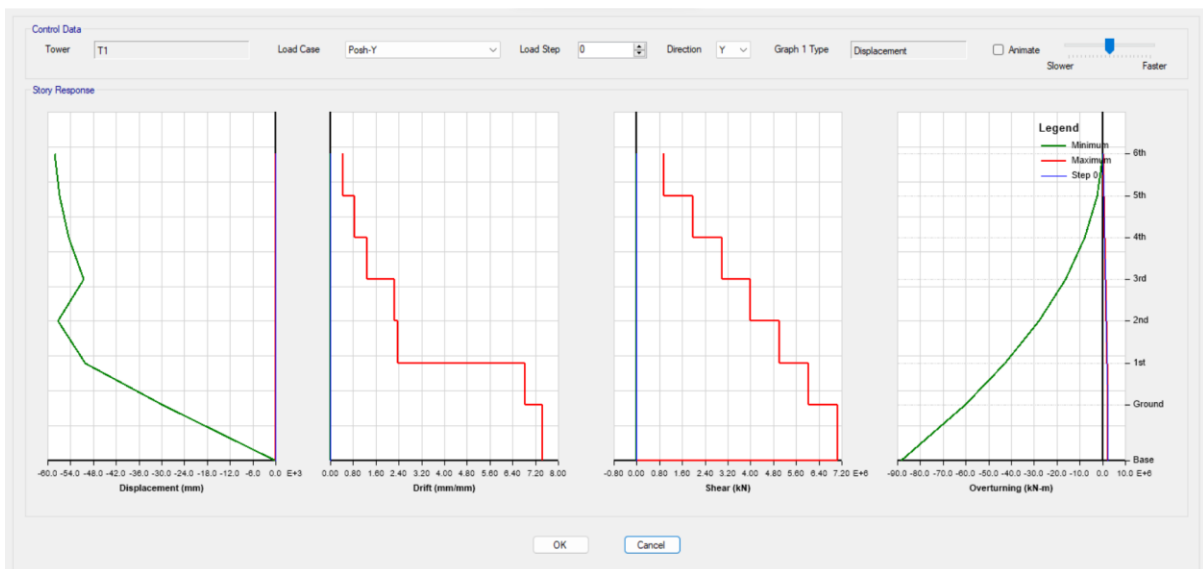 Control Data
Tower T1 Load Case Posh-Y Load Step 0 Direction Y Graph 1 Type Displacement Animate
Slower Faster
Story Response
Legend
Minimum
Maximum
Step 0
6th
5th
4th
3rd
2nd
1st
Ground
Base
-60.0 -54.0 -48.0 -42.0 -36.0 -30.0 -24.0 -18.0 -12.0 -6.0 0.0 E+3
Displacement (mm)
0.00 0.80 1.60 2.40 3.20 4.00 4.80 5.60 6.40 7.20 8.00
Drift (mm/mm)
-0.80 0.00 0.80 1.60 2.40 3.20 4.00 4.80 5.60 6.40 7.20 E+6
Shear (kN)
-90.0 -80.0 -70.0 -60.0 -50.0 -40.0 -30.0 -20.0 -10.0 0.0 10.0 E+6
Overturning (kN-m)
OK Cancel